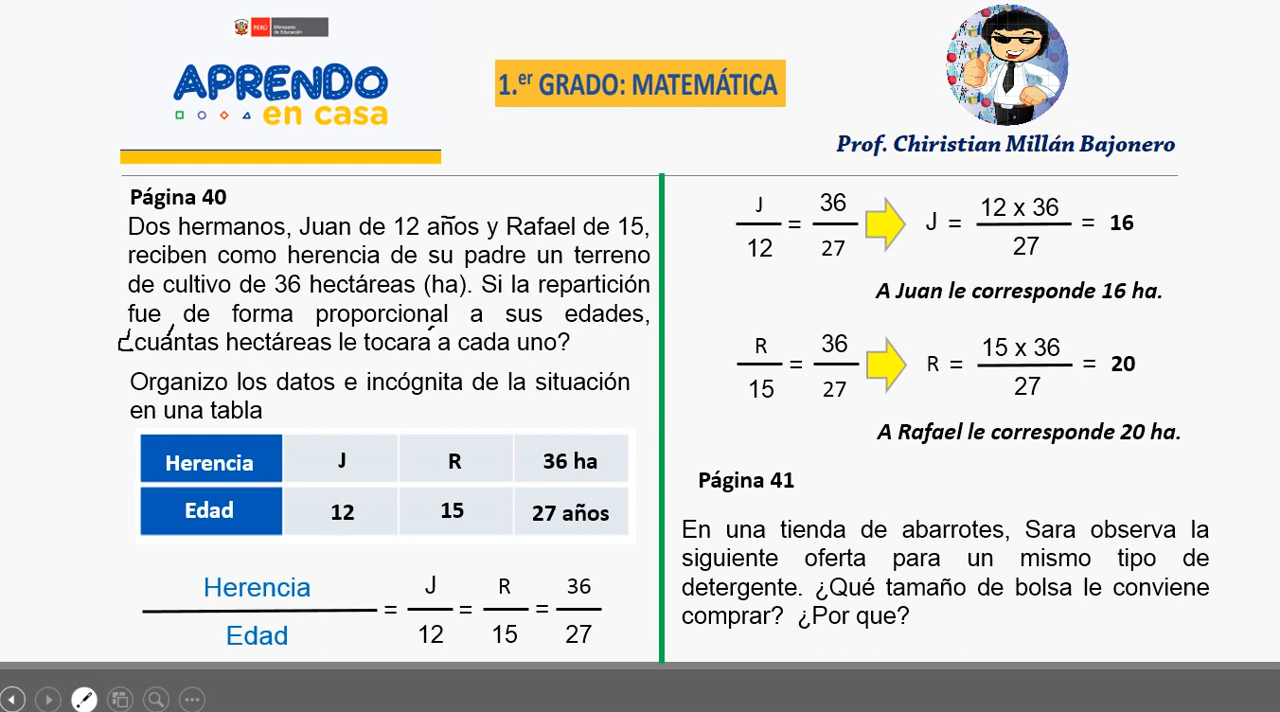 PERÚ Ministerio de Educación
APRENDO
en casa
1.er GRADO: MATEMÁTICA
Prof. Chiristian Millán Bajonero
Página 40
Dos hermanos, Juan de 12 años y Rafael de 15,
reciben como herencia de su padre un terreno
de cultivo de 36 hectáreas (ha). Si la repartición
fue de forma proporcional a sus edades,
¿cuántas hectáreas le tocará a cada uno?
Organizo los datos e incógnita de la situación
en una tabla
Herencia J R 36 ha
Edad 12 15 27 años
Herencia / Edad = J / 12 = R / 15 = 36 / 27
J / 12 = 36 / 27 J = 12 x 36 / 27 = 16
A Juan le corresponde 16 ha.
R / 15 = 36 / 27 R = 15 x 36 / 27 = 20
A Rafael le corresponde 20 ha.
Página 41
En una tienda de abarrotes, Sara observa la
siguiente oferta para un mismo tipo de
detergente. ¿Qué tamaño de bolsa le conviene
comprar? ¿Por que?